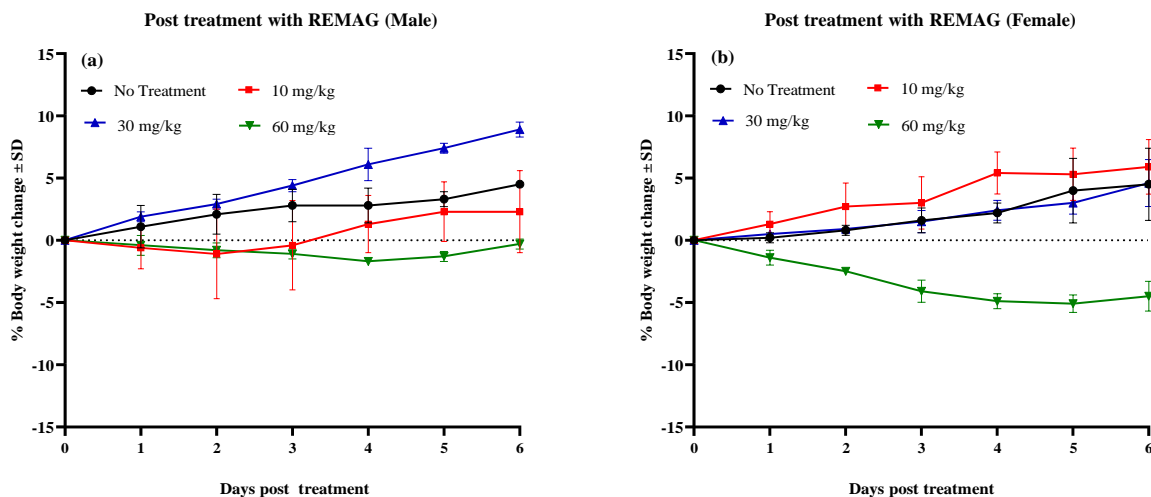 Post treatment with REMAG (Male)
(a)
No Treatment
10 mg/kg
30 mg/kg
60 mg/kg
% Body weight change ± SD
15
10
5
0
-5
-10
-15
0 1 2 3 4 5 6
Days post treatment
Post treatment with REMAG (Female)
(b)
No Treatment
10 mg/kg
30 mg/kg
60 mg/kg
% Body weight change ± SD
15
10
5
0
-5
-10
-15
0 1 2 3 4 5 6
Days post treatment